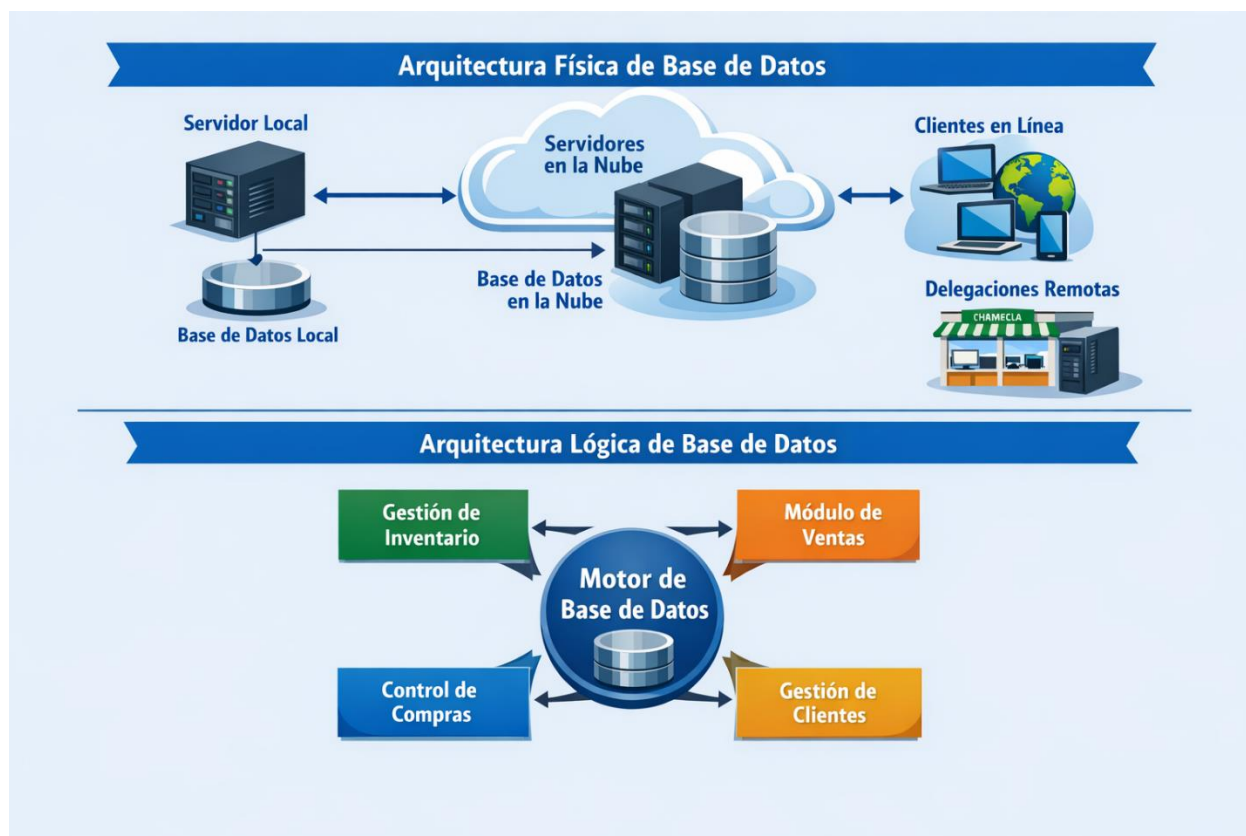 Arquitectura Física de Base de Datos
Servidor Local
Servidores
en la Nube
Clientes en Línea
Base de Datos
en la Nube
Base de Datos Local
Delegaciones Remotas
CHAMECLA
Arquitectura Lógica de Base de Datos
Gestión de
Inventario
Módulo de
Ventas
Motor de
Base de Datos
Control de
Compras
Gestión de
Clientes